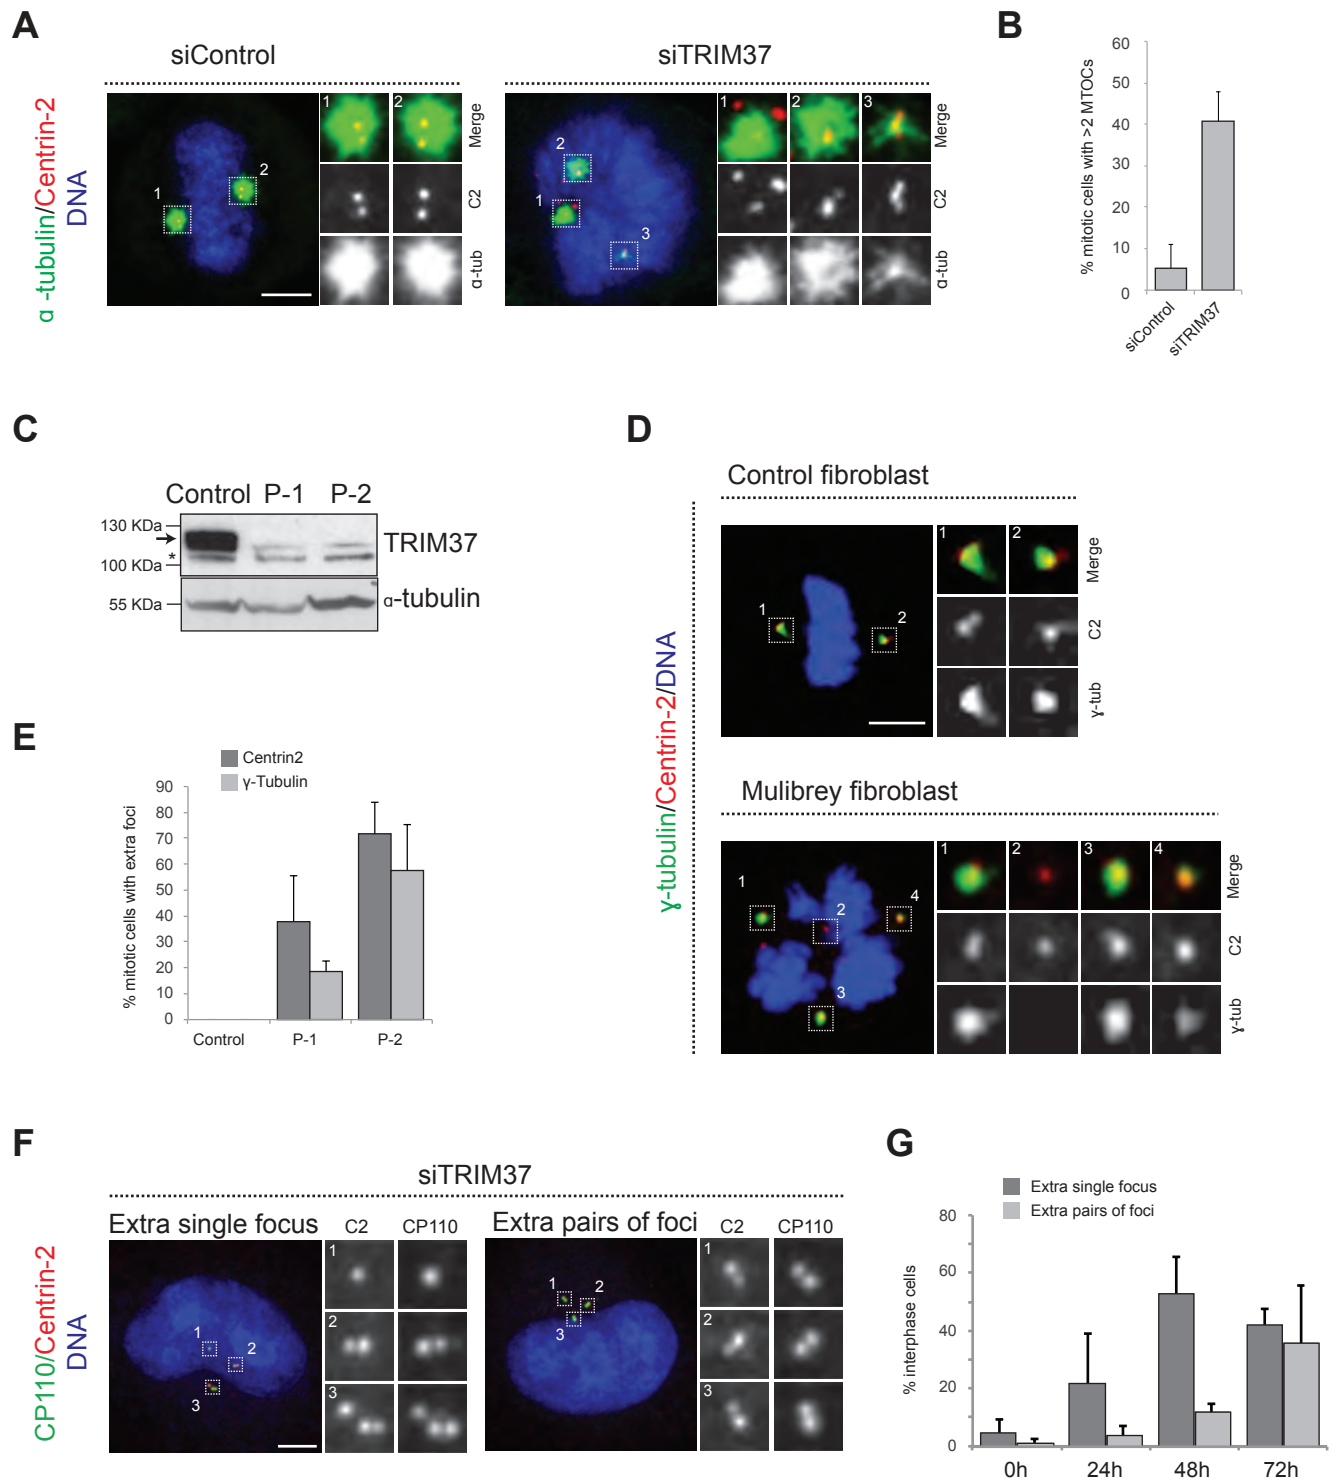 A
siControl
siTRIM37
α -tubulin/Centrin-2
DNA
1
2
1
2
Merge
C2
α-tub
2
1
3
1
2
3
Merge
C2
α-tub
B
% mitotic cells with >2 MTOCs
60
50
40
30
20
10
0
siControl
siTRIM37
C
Control P-1 P-2
130 KDa
*
100 KDa
TRIM37
55 KDa
α-tubulin
D
γ-tubulin/Centrin-2/DNA
Control fibroblast
1
2
1
2
Merge
C2
γ-tub
Mulibrey fibroblast
1
2
4
3
1
2
3
4
Merge
C2
γ-tub
E
Centrin2
γ-Tubulin
% mitotic cells with extra foci
90
80
70
60
50
40
30
20
10
0
Control P-1 P-2
F
siTRIM37
CP110/Centrin-2
DNA
Extra single focus C2 CP110
1
2
3
1
2
3
Extra pairs of foci C2 CP110
1
2
3
1
2
3
G
Extra single focus
Extra pairs of foci
% interphase cells
80
60
40
20
0
0h 24h 48h 72h